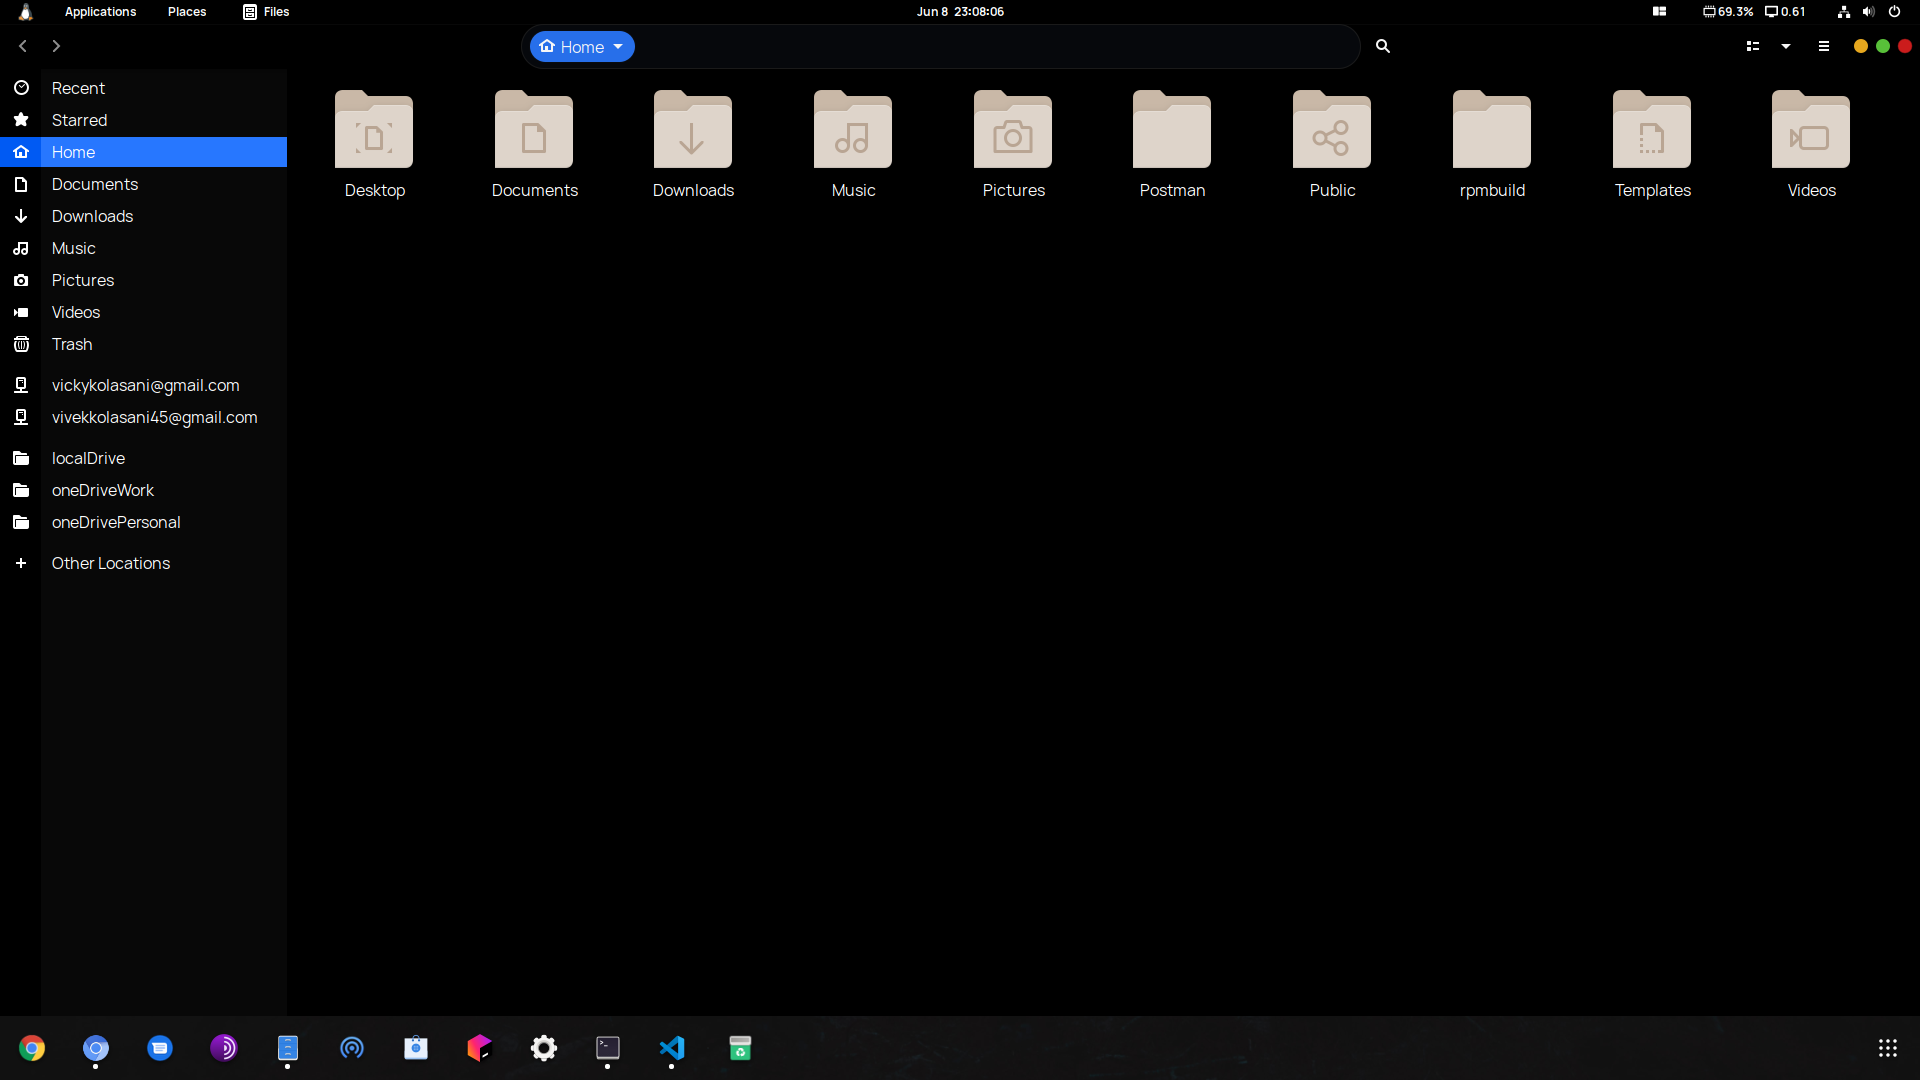 Applications Places Files Jun 8 23:08:06 69.3% 0.61
Home
Recent
Starred
Home
Documents
Downloads
Music
Pictures
Videos
Trash
vickykolasani@gmail.com
vivekkolasani45@gmail.com
localDrive
oneDriveWork
oneDrivePersonal
Other Locations
Desktop Documents Downloads Music Pictures Postman Public rpmbuild Templates Videos